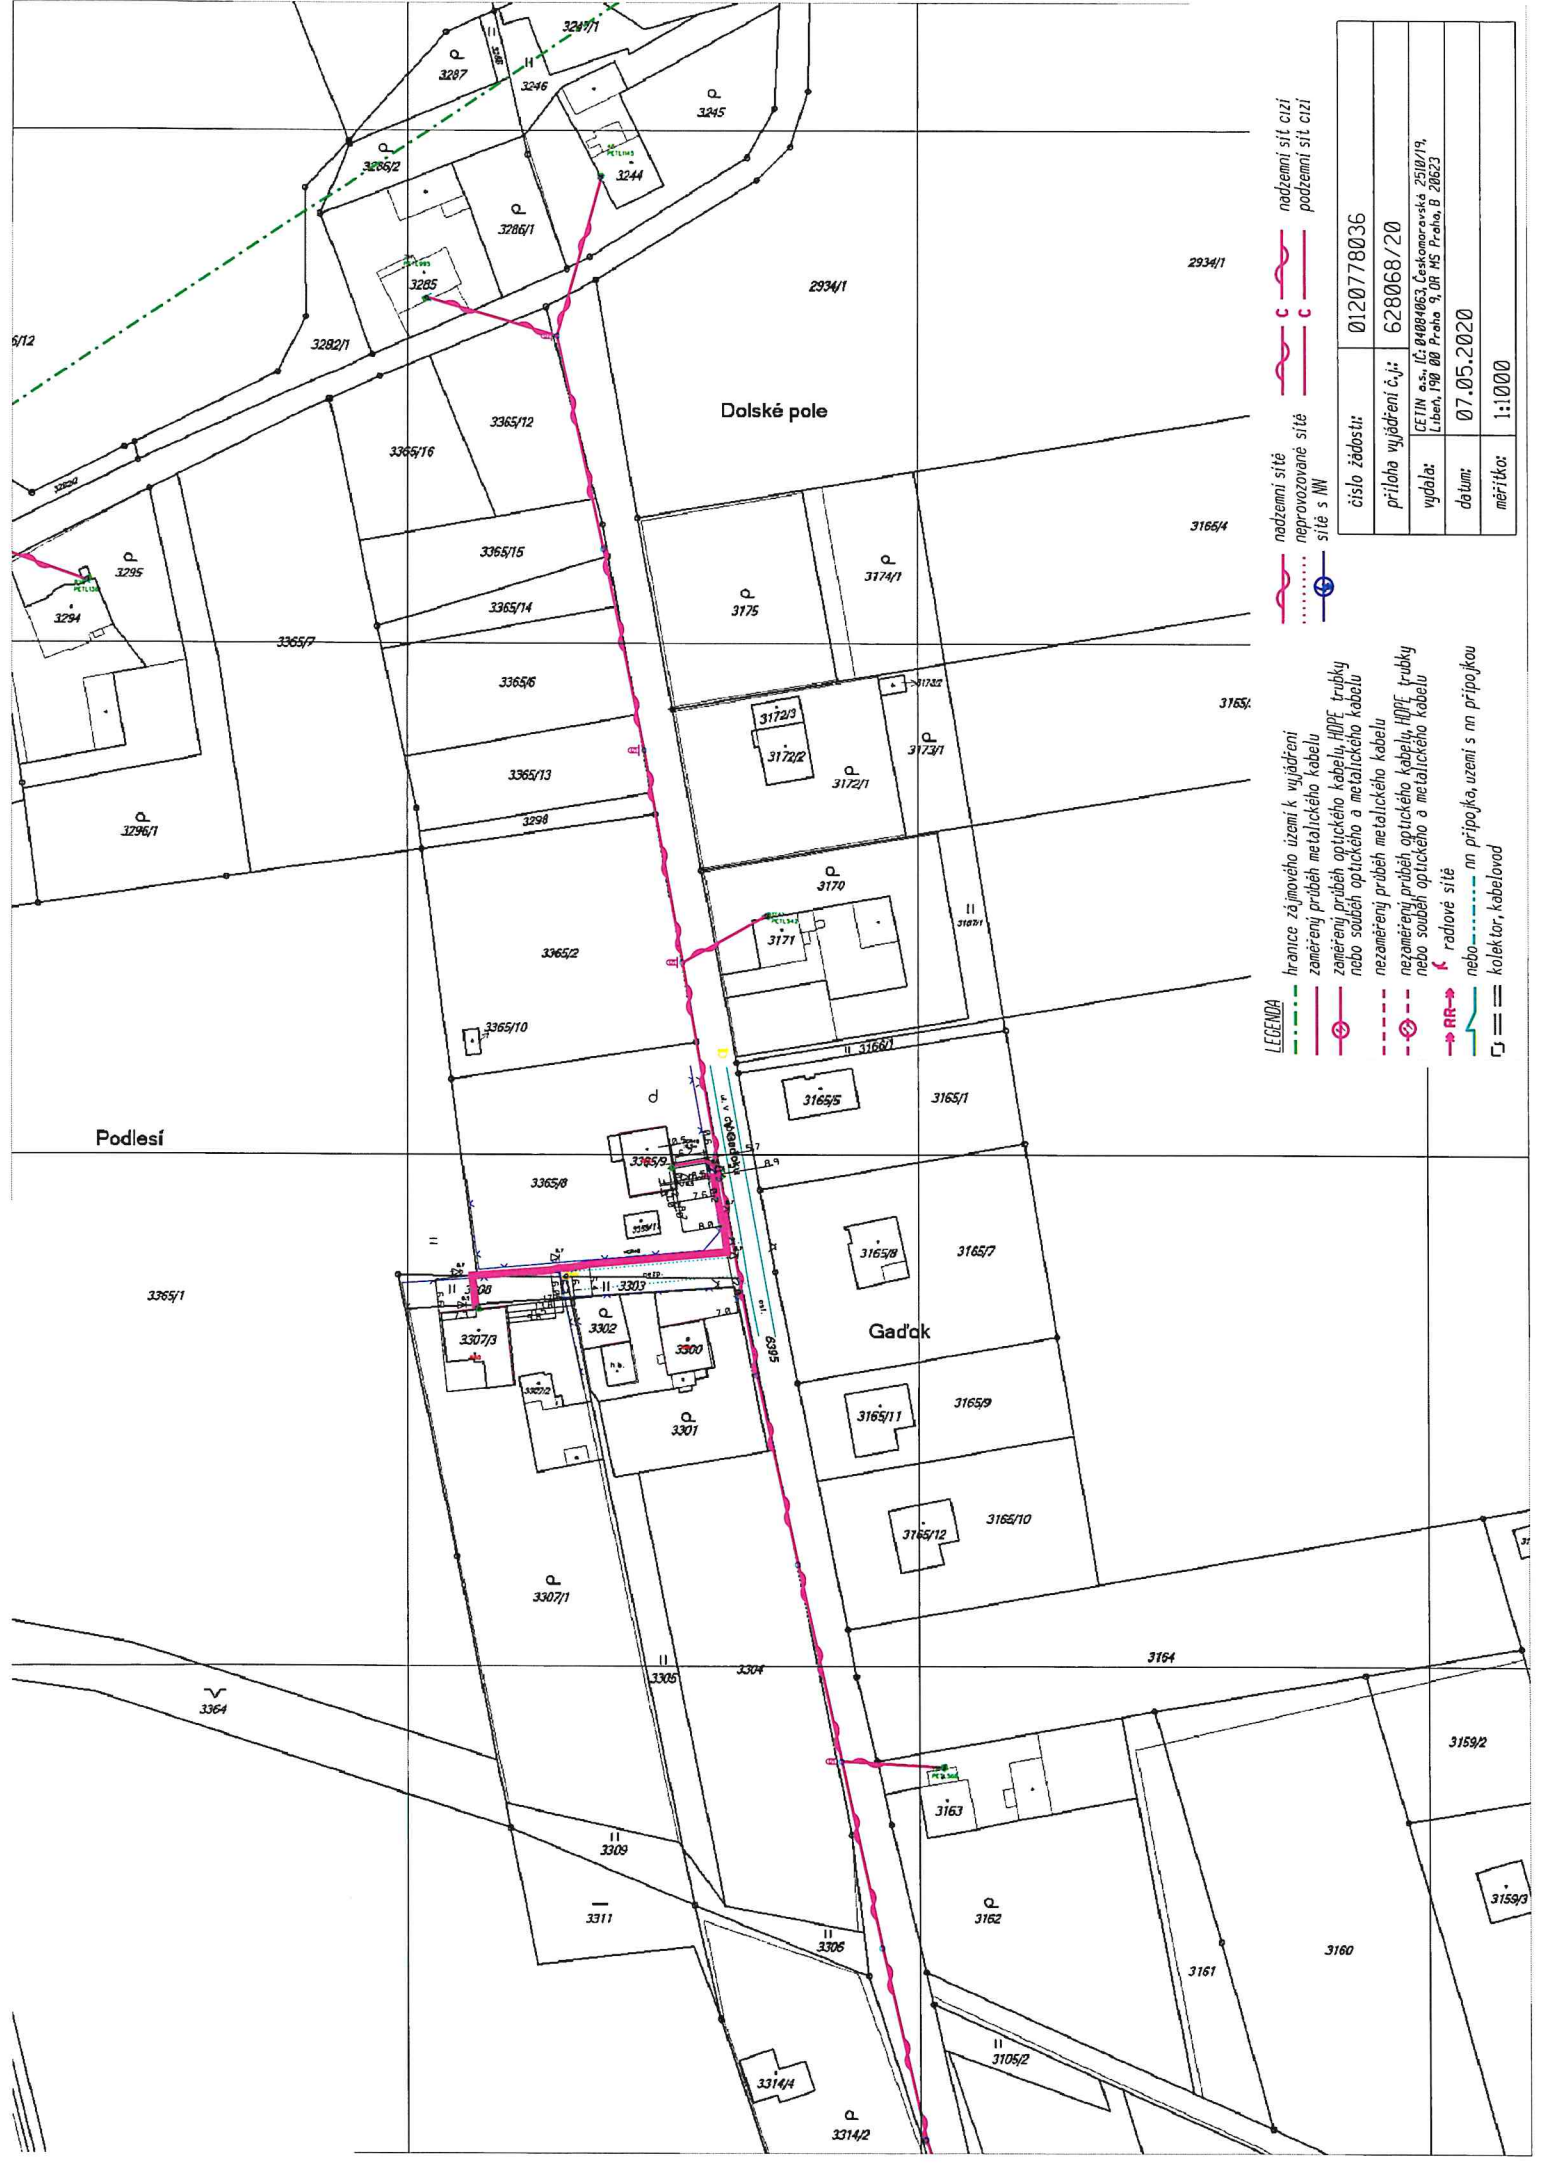 3247/1
3287
3246
3245
3286/2
3244
3286/1
3285
2934/1
2934/1
3282/1
Dolské pole
3365/12
3365/16
3295
3294
3365/15
3365/14
3365/7
3175
3174/1
3166/4
3365/6
3365/13
3298
3296/1
3172/3
3172/2
3172/1
3173/1
3170
3171
3365/2
3365/10
3166/1
3165/5
3165/1
Podlesí
3365/9
3365/8
3365/1
3165/8
3165/7
3303
3302
3300
3307/3
Gaďok
6395
3301
3165/11
3165/9
3165/12
3165/10
3307/1
3305
3304
3164
3364
3159/2
3163
3309
3311
3306
3162
3161
3160
3159/3
3105/2
3314/4
3314/2
LEGENDA
hranice zájmového území k vyjádření
zaměřený průběh metalického kabelu
zaměřený průběh optického kabelu, HDPE trubky
nebo souběh optického a metalického kabelu
nezaměřený průběh metalického kabelu
nezaměřený průběh optického kabelu, HDPE trubky
nebo souběh optického a metalického kabelu
RR radiové sítě
nebo nn přípojka, uzemí s nn přípojkou
kolektor, kabelovod
nadzemní sítě
neprovozované sítě
sítě s NN
C nadzemní síť cizí
C podzemní síť cizí
číslo žádosti: 0120778036
příloha vyjádření č.j.: 628068/20
vydala: CETIN a.s., IČ: 04084063, Českomoravská 2510/19,
Libeň, 190 00 Praha 9, OR MS Praha, B 20623
datum: 07.05.2020
měřítko: 1:1000